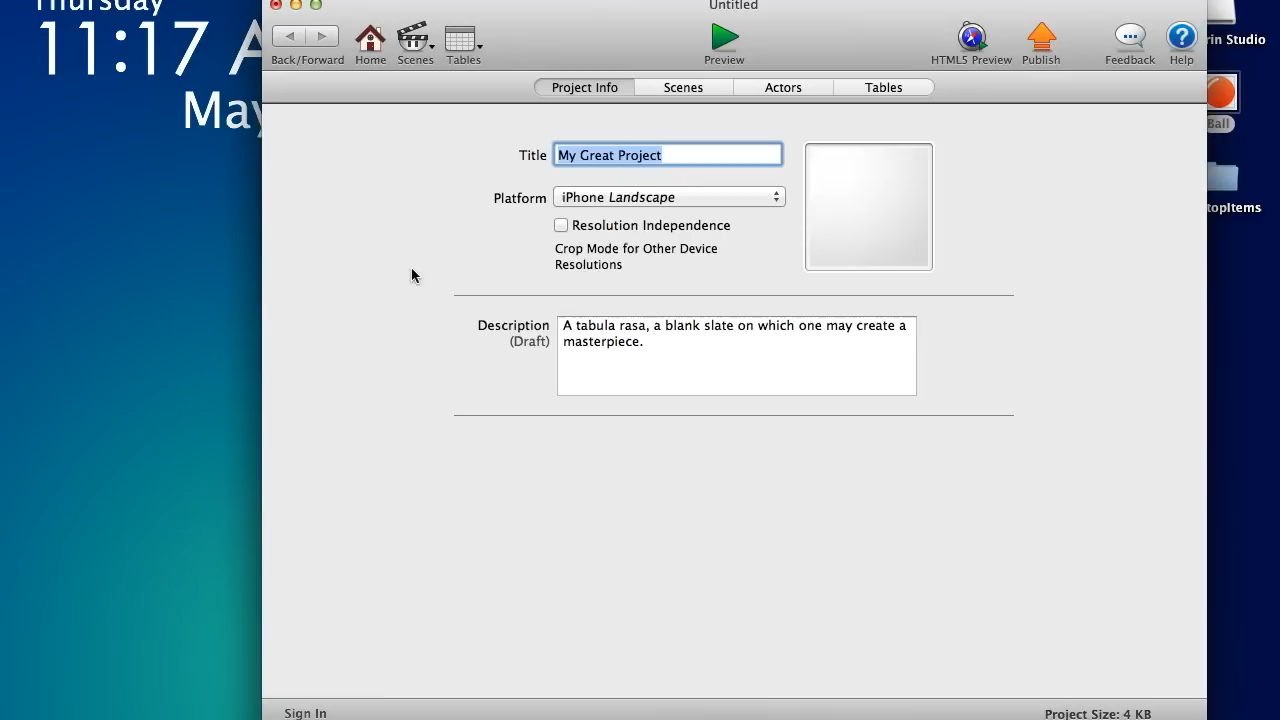 Thursday
11:17 A
May
Untitled
Back/Forward
Home
Scenes
Tables
Preview
HTML5 Preview
Publish
Feedback
Help
Project Info
Scenes
Actors
Tables
Title
My Great Project
Platform
iPhone Landscape
Resolution Independence
Crop Mode for Other Device
Resolutions
Description
(Draft)
A tabula rasa, a blank slate on which one may create a
masterpiece.
Sign In
Project Size: 4 KB
rin Studio
Ball
topItems